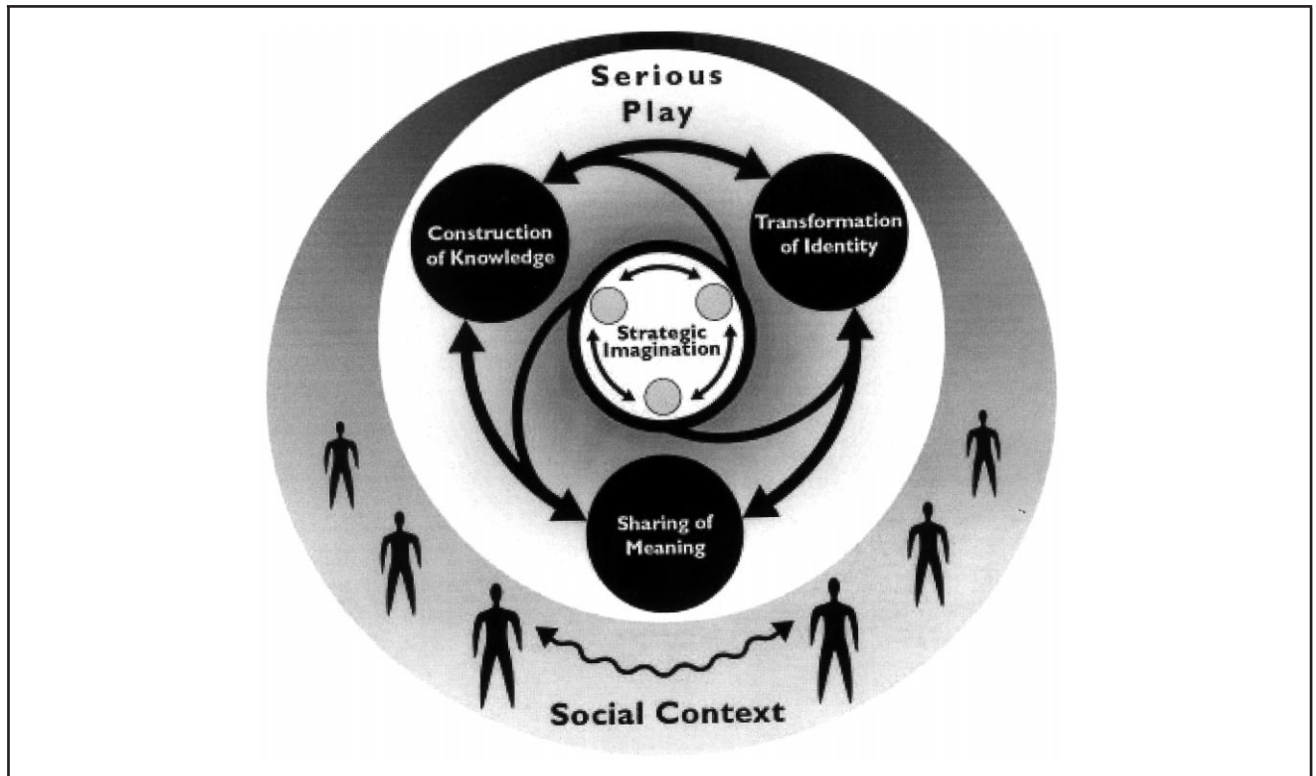 Serious
Play
Construction
of Knowledge
Transformation
of Identity
Strategic
Imagination
Sharing of
Meaning
Social Context